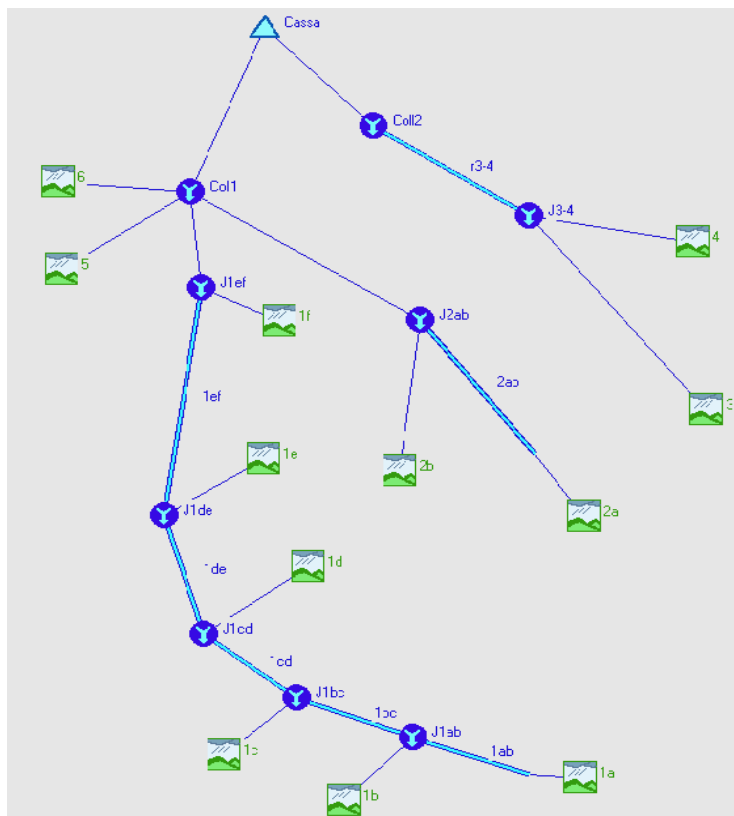 Cassa
Coll2
r3-4
6
Col1
J3-4
4
5
J1ef
1f
J2ab
1ef
2ab
3
1e
2b
J1de
2a
1de
1d
J1cd
1cd
J1bc
1bc
J1ab
1c
1ab
1a
1b